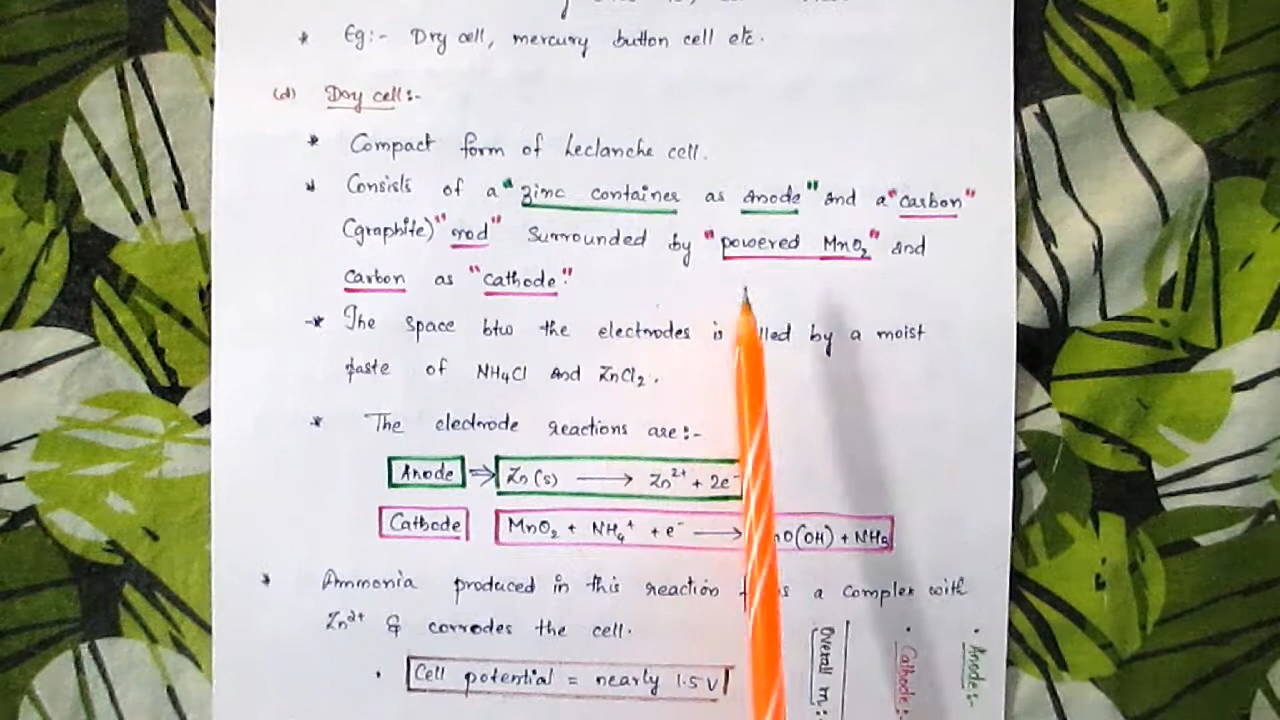 * Eg:- Dry cell, mercury button cell etc.
(d) Dry cell:-
* Compact form of Leclanche cell.
* Consists of a "zinc container as Anode" and a "carbon"
(graphite) "rod" surrounded by "powered MnO2" and
carbon as "cathode".
* The space btw the electrodes is filled by a moist
paste of NH4Cl and ZnCl2.
* The electrode reactions are:-
Anode ⇒ Zn(s) → Zn2+ + 2e-
Cathode MnO2 + NH4+ + e- → MnO(OH) + NH3
* Ammonia produced in this reaction forms a complex with
Zn2+ & corrodes the cell.
• Cell potential = nearly 1.5 V
• Anode:-
• Cathode:-
Overall rn:-